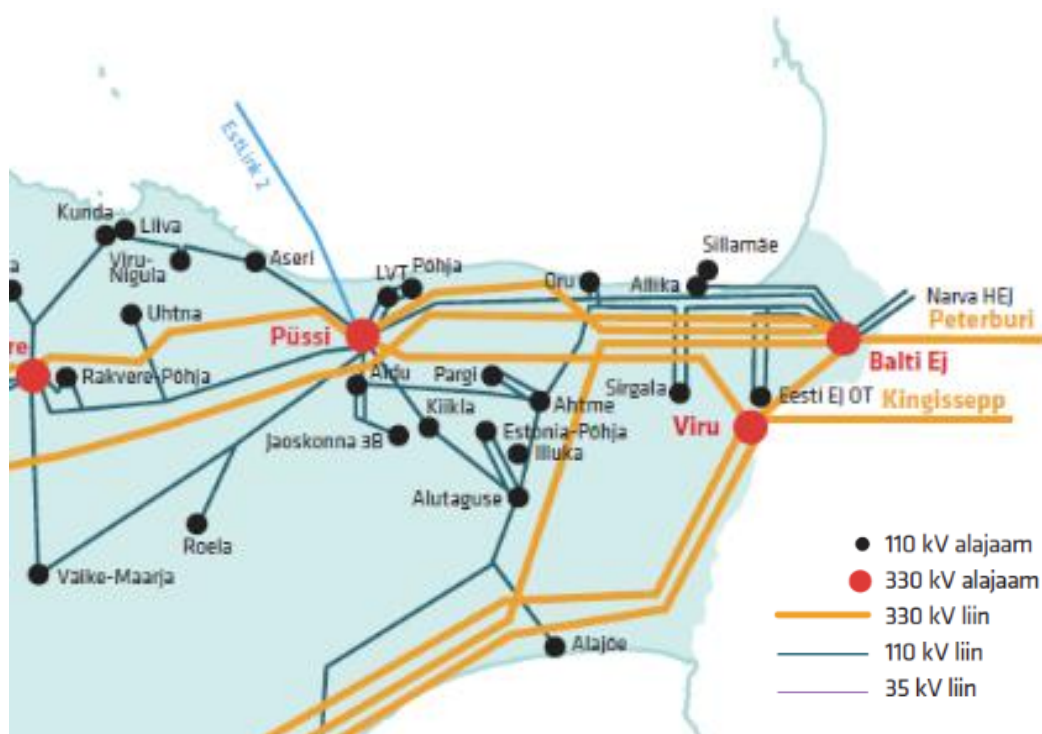 EstLink 2
Kunda
Liiva
Viru-
Nigula
Aseri
LVT
Põhja
Oru
Sillamäe
Allika
Narva HEJ
Peterburi
a
Uhtna
Püssi
Balti Ej
re
Rakvere-Põhja
Aidu
Pargi
Sirgala
Eesti EJ OT
Kingissepp
Ahtme
Kiikla
Viru
Jaoskonna 3B
Estonia-Põhja
Illuka
Alutaguse
Roela
Väike-Maarja
Alajõe
110 kV alajaam
330 kV alajaam
330 kV liin
110 kV liin
35 kV liin